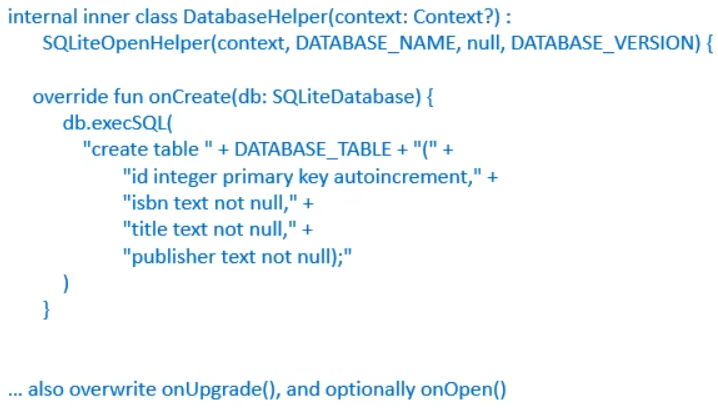 internal inner class DatabaseHelper(context: Context?) :
SQLiteOpenHelper(context, DATABASE_NAME, null, DATABASE_VERSION) {
override fun onCreate(db: SQLiteDatabase) {
db.execSQL(
"create table " + DATABASE_TABLE + "(" +
"id integer primary key autoincrement," +
"isbn text not null," +
"title text not null," +
"publisher text not null);"
)
}
... also overwrite onUpgrade(), and optionally onOpen()